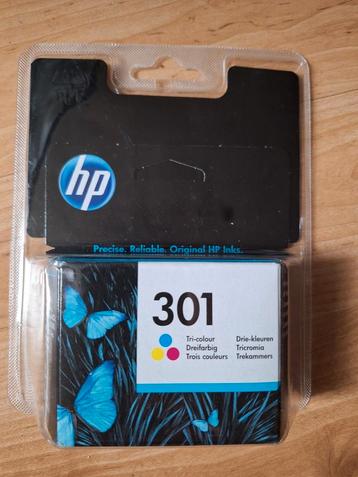 hp
Precise. Reliable. Original HP Inks.
301
Tri-colour Drie-kleuren
Dreifarbig Tricromia
Trois couleurs Trekammers